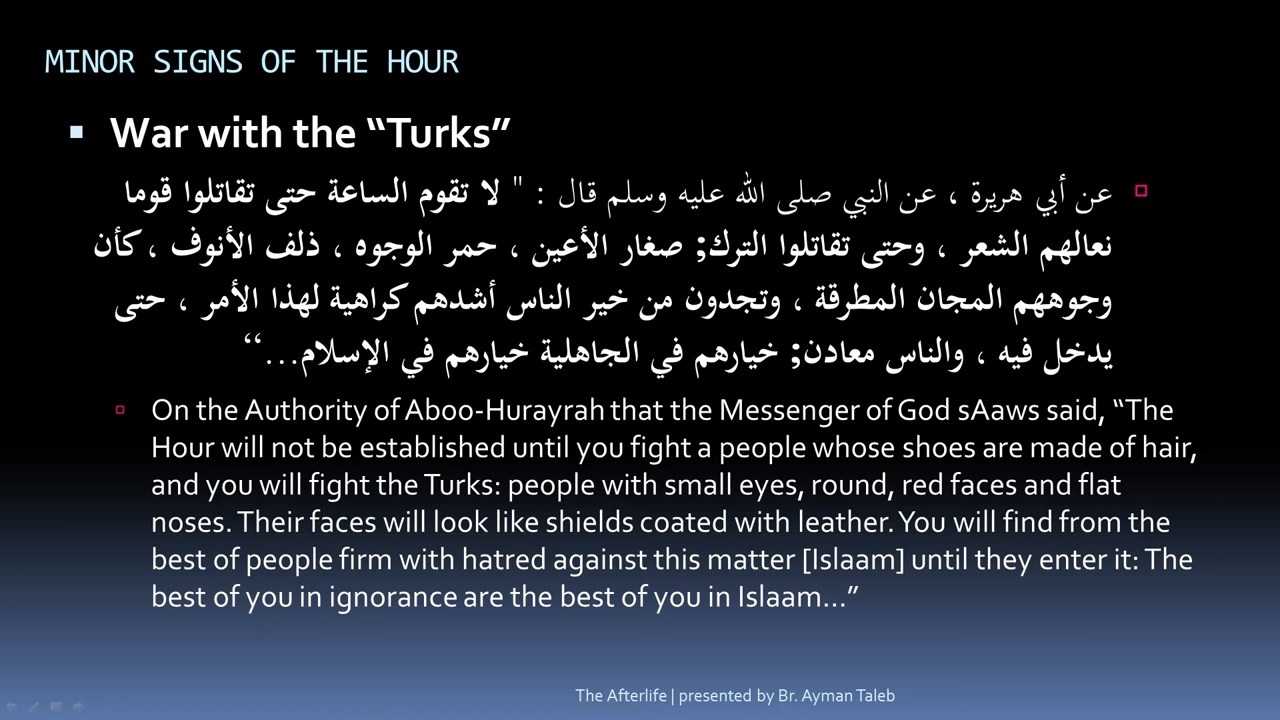 MINOR SIGNS OF THE HOUR
War with the “Turks”
عن أبي هريرة ، عن النبي صلى الله عليه وسلم قال : " لا تقوم الساعة حتى تقاتلوا قوما
نعالهم الشعر ، وحتى تقاتلوا الترك; صغار الأعين ، حمر الوجوه ، ذلف الأنوف ، كأن
وجوههم المجان المطرقة ، وتجدون من خير الناس أشدهم كراهية لهذا الأمر ، حتى
يدخل فيه ، والناس معادن; خيارهم في الجاهلية خيارهم في الإسلام...“
On the Authority of Aboo-Hurayrah that the Messenger of God sAaws said, “The
Hour will not be established until you fight a people whose shoes are made of hair,
and you will fight the Turks: people with small eyes, round, red faces and flat
noses. Their faces will look like shields coated with leather. You will find from the
best of people firm with hatred against this matter [Islaam] until they enter it: The
best of you in ignorance are the best of you in Islaam…”
The Afterlife | presented by Br. Ayman Taleb